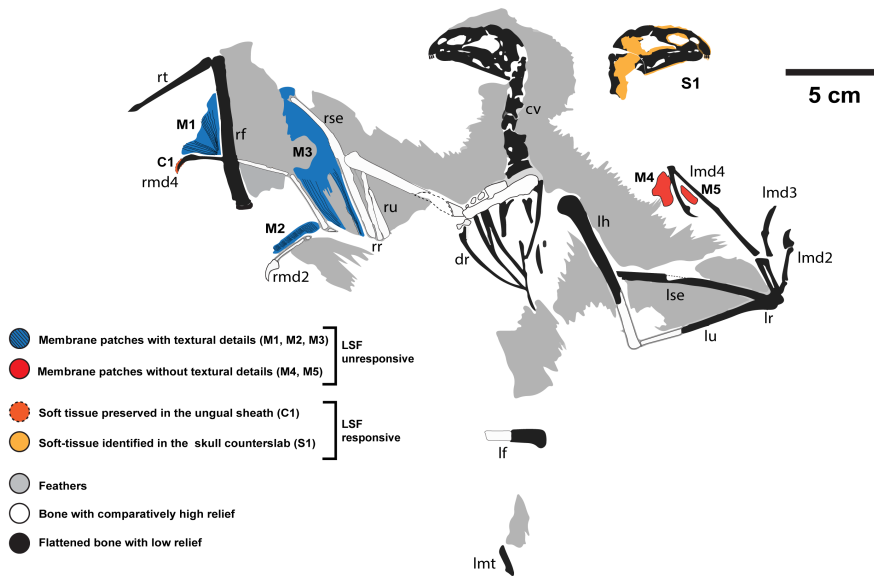 rt
M1
rf
C1
rmd4
rse
M3
M2
rmd2
ru
rr
cv
dr
S1
5 cm
M4
lmd4
M5
lmd3
lmd2
lh
lse
lu
lr
lf
lmt
Membrane patches with textural details (M1, M2, M3)
Membrane patches without textural details (M4, M5)
LSF
unresponsive
Soft tissue preserved in the ungual sheath (C1)
Soft-tissue identified in the skull counterslab (S1)
LSF
responsive
Feathers
Bone with comparatively high relief
Flattened bone with low relief